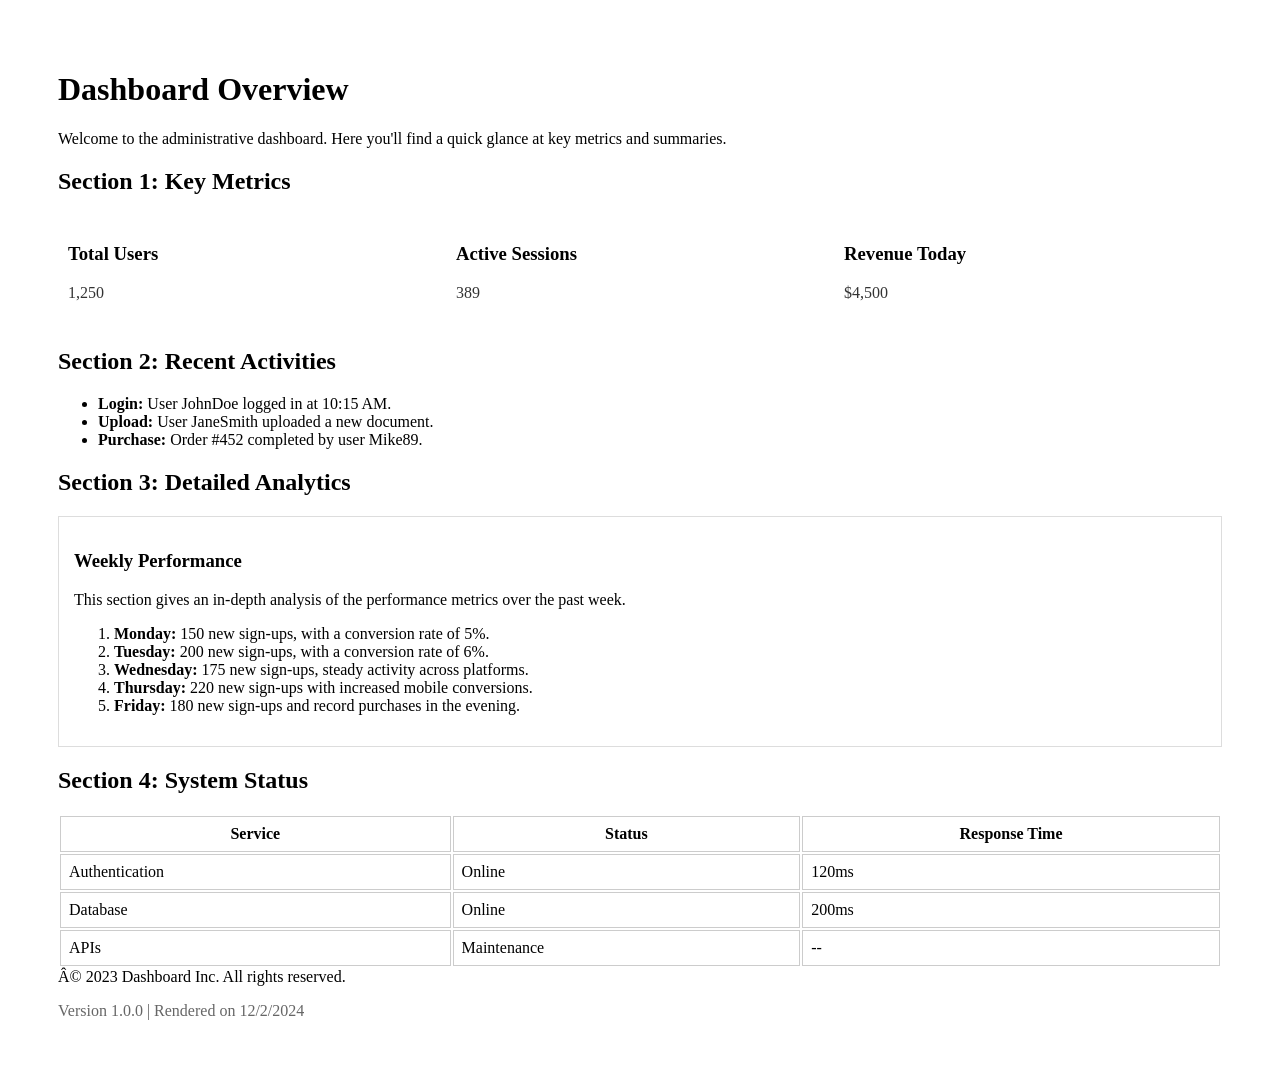 Dashboard Overview
Welcome to the administrative dashboard. Here you'll find a quick glance at key metrics and summaries.
Section 1: Key Metrics
Total Users
1,250
Active Sessions
389
Revenue Today
$4,500
Section 2: Recent Activities
• Login: User JohnDoe logged in at 10:15 AM.
• Upload: User JaneSmith uploaded a new document.
• Purchase: Order #452 completed by user Mike89.
Section 3: Detailed Analytics
Weekly Performance
This section gives an in-depth analysis of the performance metrics over the past week.
1. Monday: 150 new sign-ups, with a conversion rate of 5%.
2. Tuesday: 200 new sign-ups, with a conversion rate of 6%.
3. Wednesday: 175 new sign-ups, steady activity across platforms.
4. Thursday: 220 new sign-ups with increased mobile conversions.
5. Friday: 180 new sign-ups and record purchases in the evening.
Section 4: System Status
Service Status Response Time
Authentication Online 120ms
Database Online 200ms
APIs Maintenance --
Â© 2023 Dashboard Inc. All rights reserved.
Version 1.0.0 | Rendered on 12/2/2024